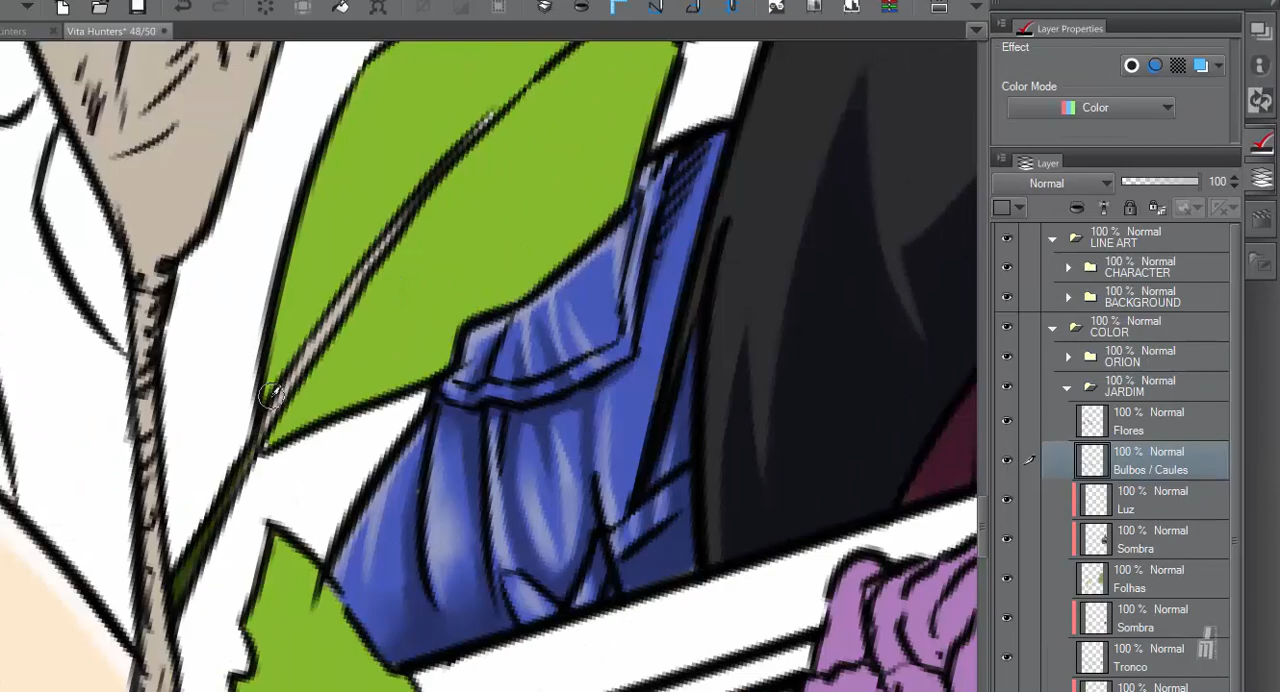 unters
Vita Hunters* 48/50
Layer Properties
Effect
Color Mode
Color
Layer
Normal
100
100 % Normal
LINE ART
100 % Normal
CHARACTER
100 % Normal
BACKGROUND
100 % Normal
COLOR
100 % Normal
ORION
100 % Normal
JARDIM
100 % Normal
Flores
100 % Normal
Bulbos / Caules
100 % Normal
Luz
100 % Normal
Sombra
100 % Normal
Folhas
100 % Normal
Sombra
100 % Normal
Tronco
100 % Normal